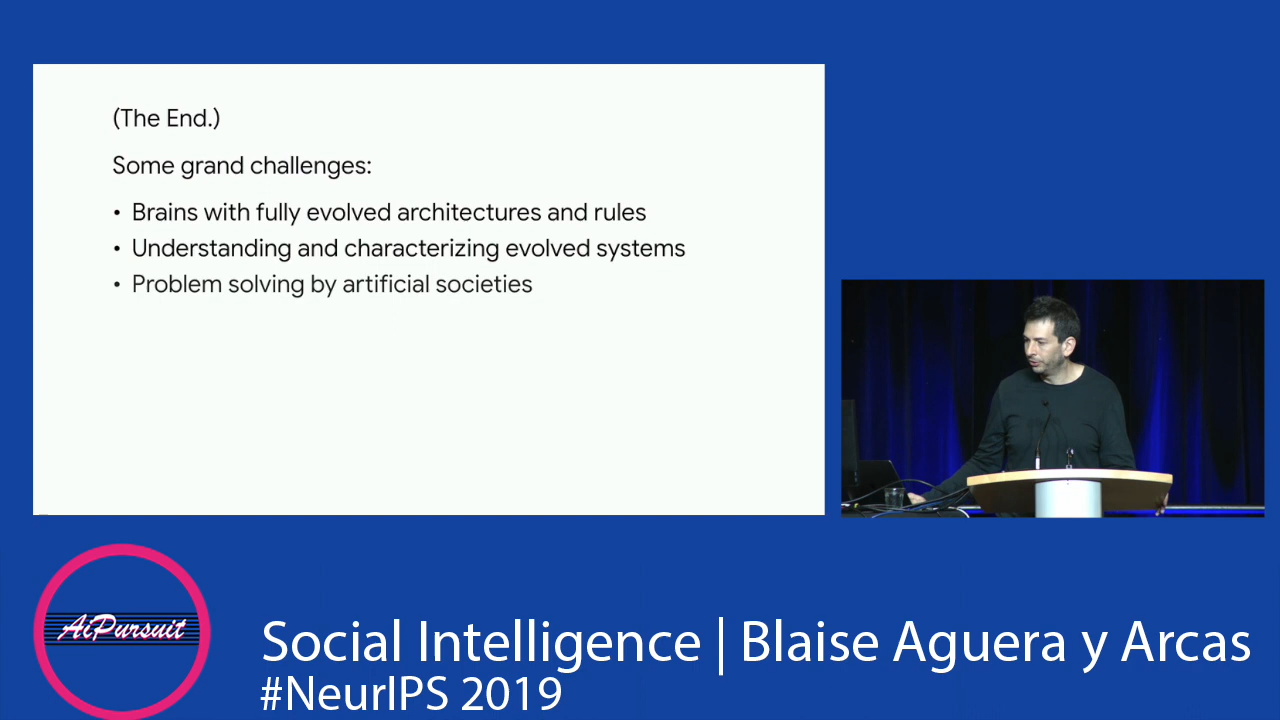 (The End.)
Some grand challenges:
• Brains with fully evolved architectures and rules
• Understanding and characterizing evolved systems
• Problem solving by artificial societies
AiPursuit
Social Intelligence | Blaise Aguera y Arcas
#NeurIPS 2019